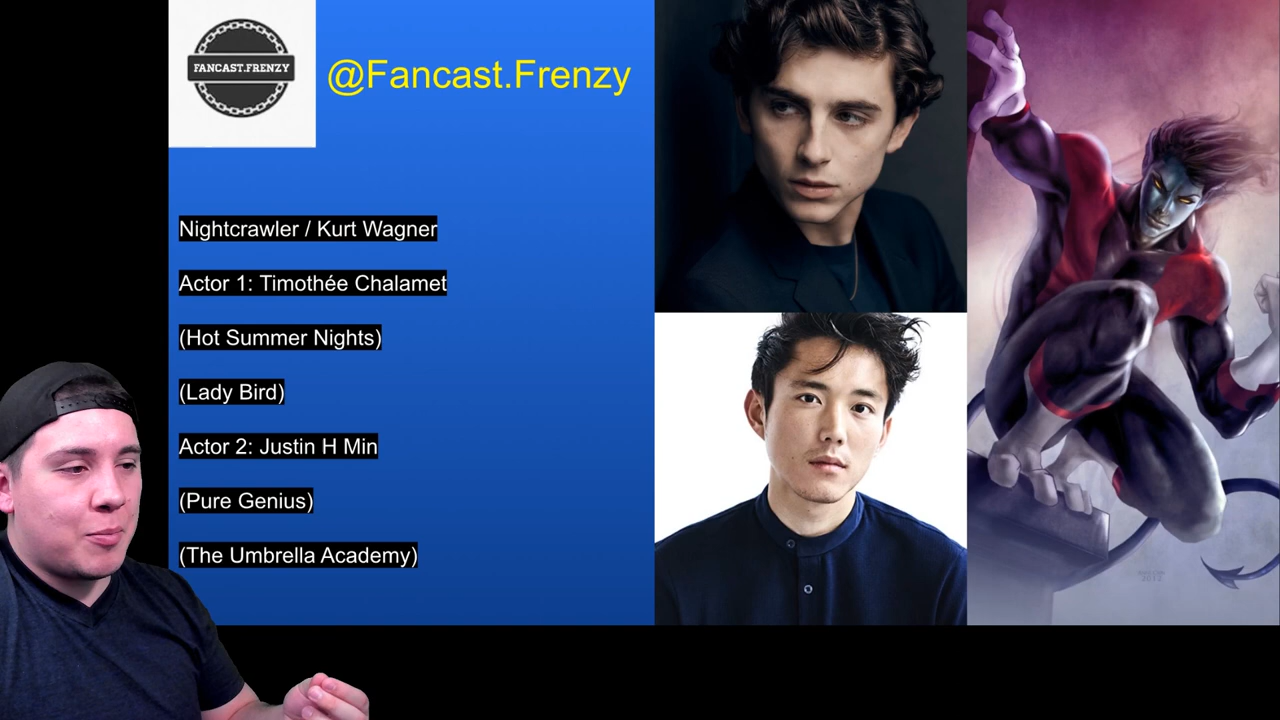 FANCAST.FRENZY
@Fancast.Frenzy
Nightcrawler / Kurt Wagner
Actor 1: Timothée Chalamet
(Hot Summer Nights)
(Lady Bird)
Actor 2: Justin H Min
(Pure Genius)
(The Umbrella Academy)